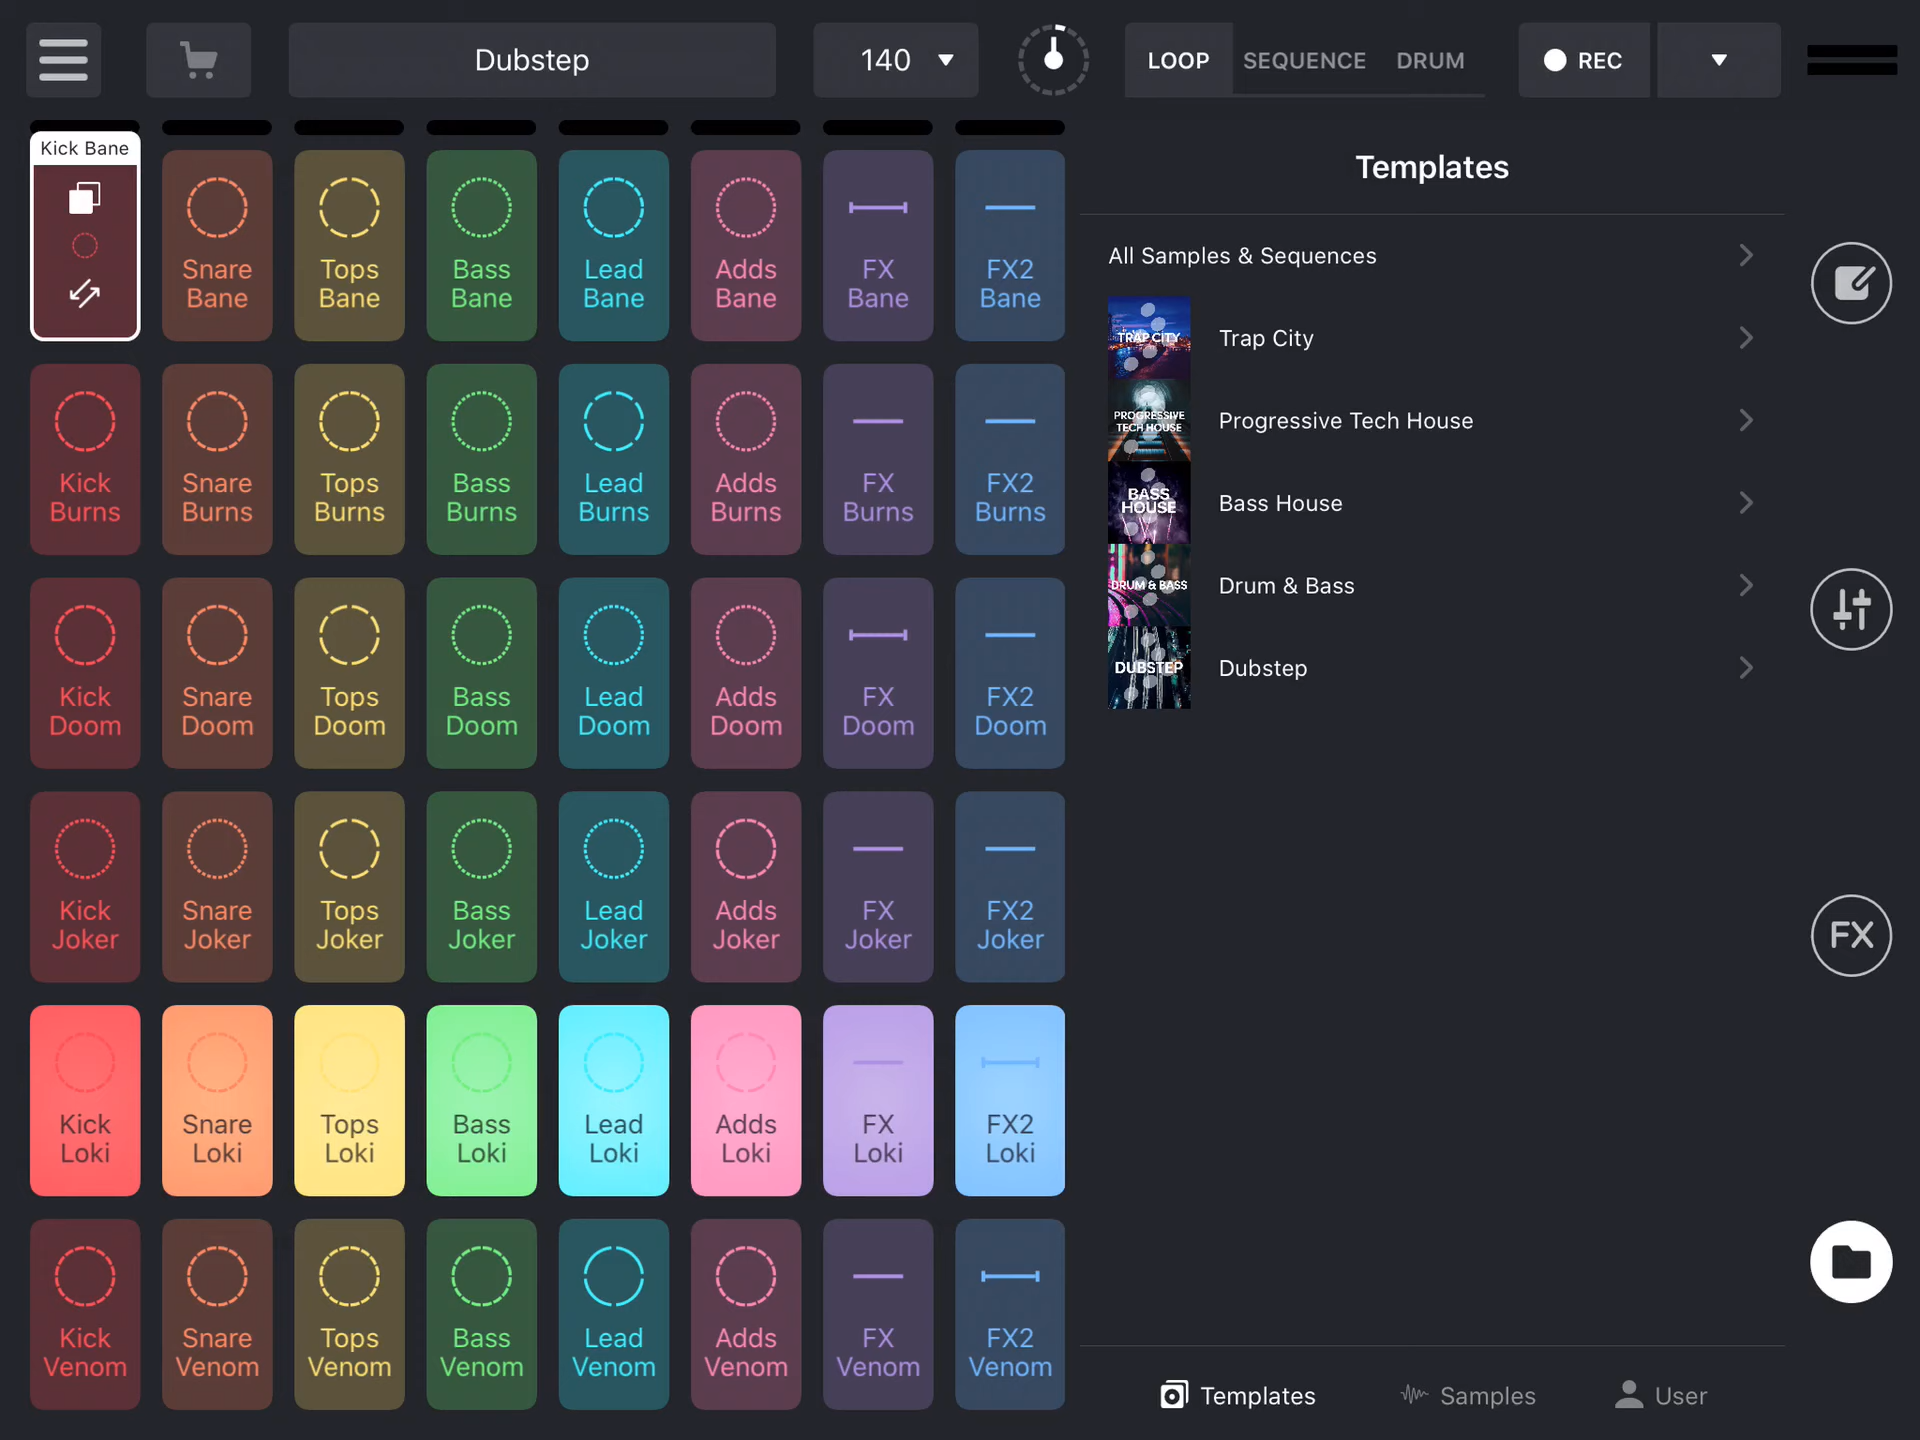 Dubstep
140
LOOP
SEQUENCE
DRUM
REC
Kick Bane
Snare
Bane
Tops
Bane
Bass
Bane
Lead
Bane
Adds
Bane
FX
Bane
FX2
Bane
Kick
Burns
Snare
Burns
Tops
Burns
Bass
Burns
Lead
Burns
Adds
Burns
FX
Burns
FX2
Burns
Kick
Doom
Snare
Doom
Tops
Doom
Bass
Doom
Lead
Doom
Adds
Doom
FX
Doom
FX2
Doom
Kick
Joker
Snare
Joker
Tops
Joker
Bass
Joker
Lead
Joker
Adds
Joker
FX
Joker
FX2
Joker
Kick
Loki
Snare
Loki
Tops
Loki
Bass
Loki
Lead
Loki
Adds
Loki
FX
Loki
FX2
Loki
Kick
Venom
Snare
Venom
Tops
Venom
Bass
Venom
Lead
Venom
Adds
Venom
FX
Venom
FX2
Venom
Templates
All Samples & Sequences
TRAP CITY
Trap City
PROGRESSIVE
TECH HOUSE
Progressive Tech House
BASS
HOUSE
Bass House
DRUM & BASS
Drum & Bass
DUBSTEP
Dubstep
FX
Templates
Samples
User